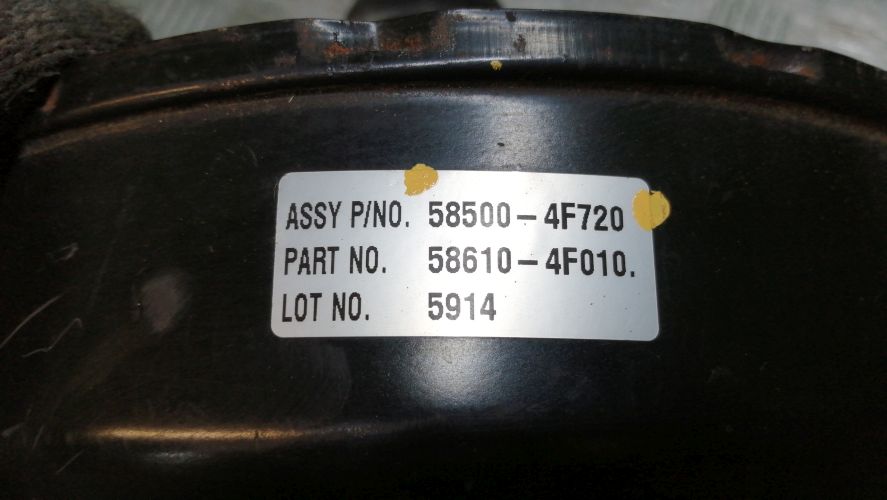 ASSY P/NO. 58500-4F720
PART NO. 58610-4F010.
LOT NO. 5914